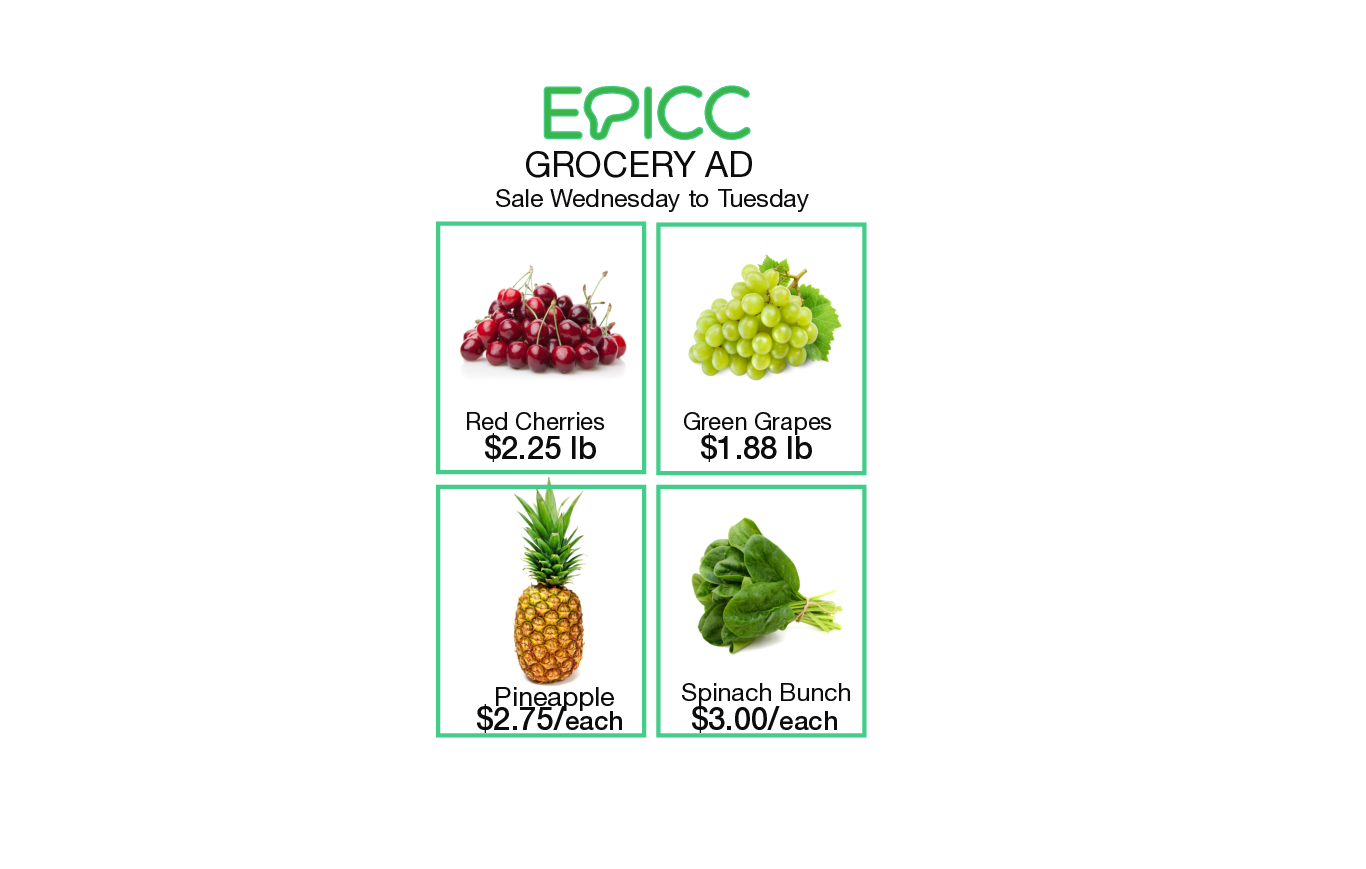 EPICC
GROCERY AD
Sale Wednesday to Tuesday
Red Cherries
$2.25 lb
Green Grapes
$1.88 lb
Pineapple
$2.75/each
Spinach Bunch
$3.00/each